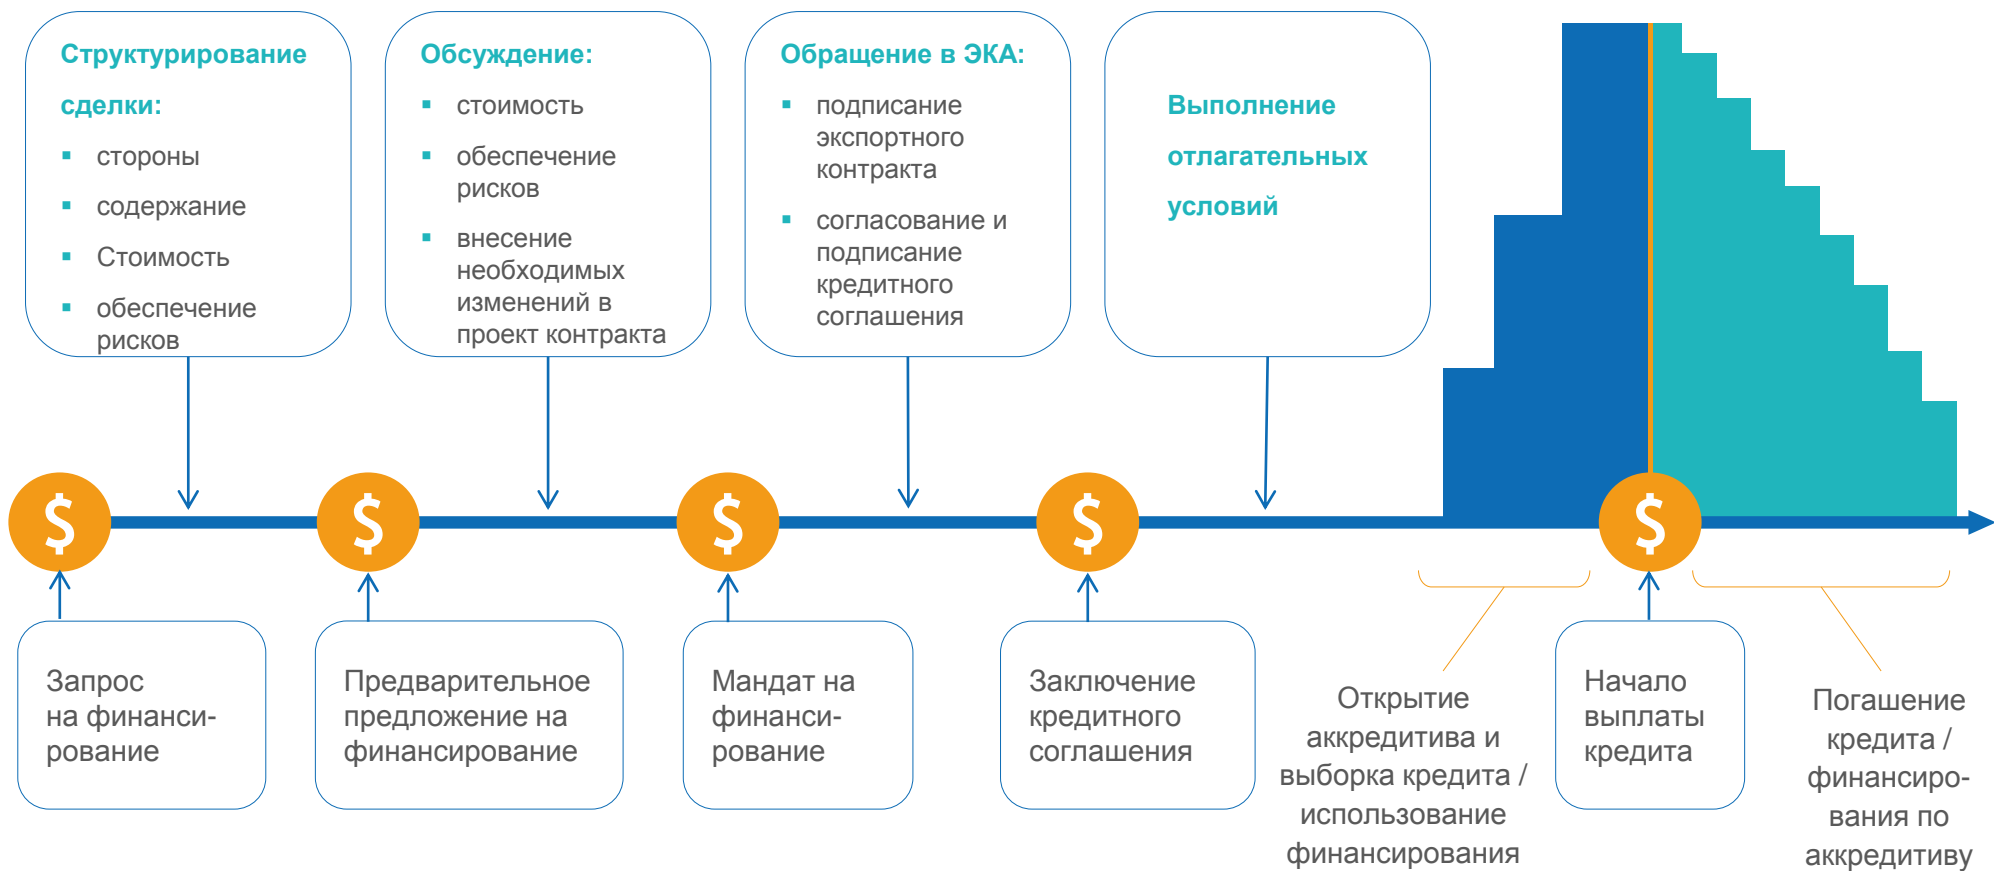 Структурирование
сделки:
стороны
содержание
Стоимость
обеспечение
рисков
Обсуждение:
стоимость
обеспечение
рисков
внесение
необходимых
изменений в
проект контракта
Обращение в ЭКА:
подписание
экспортного
контракта
согласование и
подписание
кредитного
соглашения
Выполнение
отлагательных
условий
$
$
$
$
$
Запрос
на финанси-
рование
Предварительное
предложение на
финансирование
Мандат на
финанси-
рование
Заключение
кредитного
соглашения
Открытие
аккредитива и
выборка кредита /
использование
финансирования
Начало
выплаты
кредита
Погашение
кредита /
финансиро-
вания по
аккредитиву